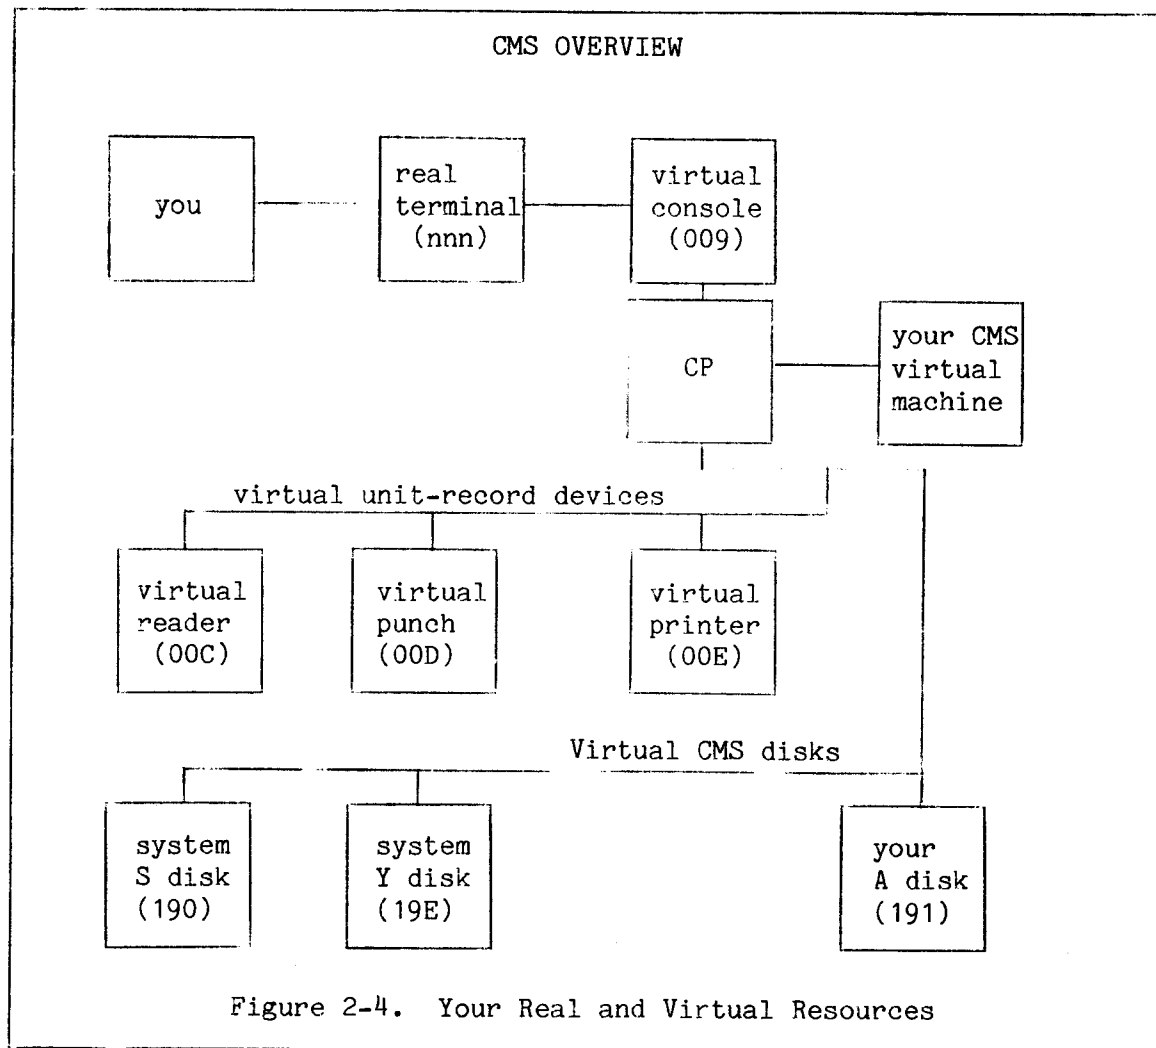 CMS OVERVIEW
you
real
terminal
(nnn)
virtual
console
(009)
CP
your CMS
virtual
machine
virtual unit-record devices
virtual
reader
(00C)
virtual
punch
(00D)
virtual
printer
(00E)
Virtual CMS disks
system
S disk
(190)
system
Y disk
(19E)
your
A disk
(191)
Figure 2-4. Your Real and Virtual Resources